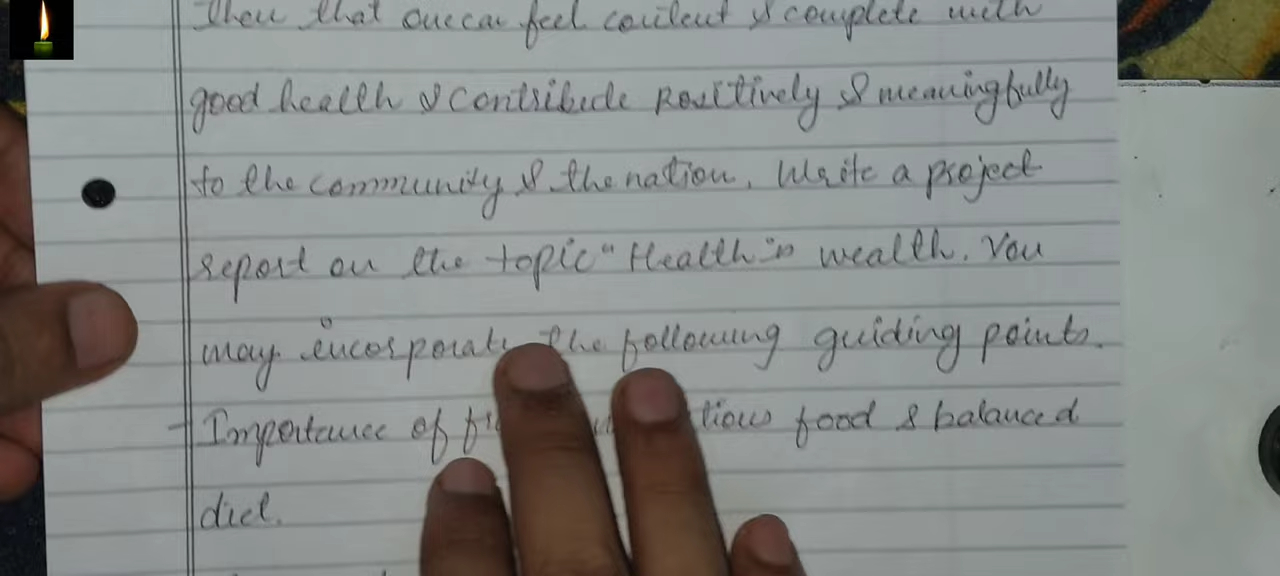 then that one can feel content & complete with
good health & contribute positively & meaningfully
to the community & the nation. Write a project
report on the topic "Health is wealth. You
may incorporate the following guiding points.
- Importance of food & balanced
diet.